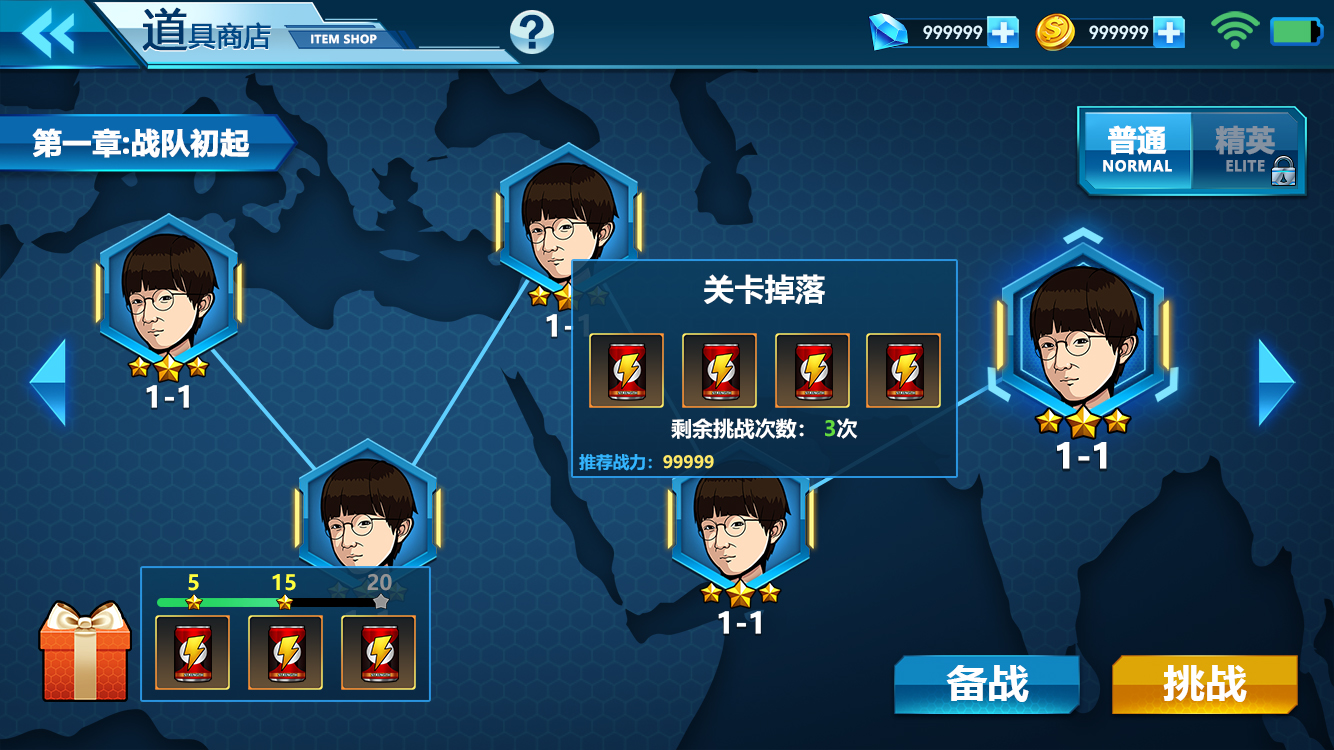 道具商店
ITEM SHOP
?
999999
999999
第一章:战队初起
普通
NORMAL
精英
ELITE
关卡掉落
1-1
1-1
剩余挑战次数： 3次
推荐战力：99999
1-1
5
15
20
1-1
备战
挑战